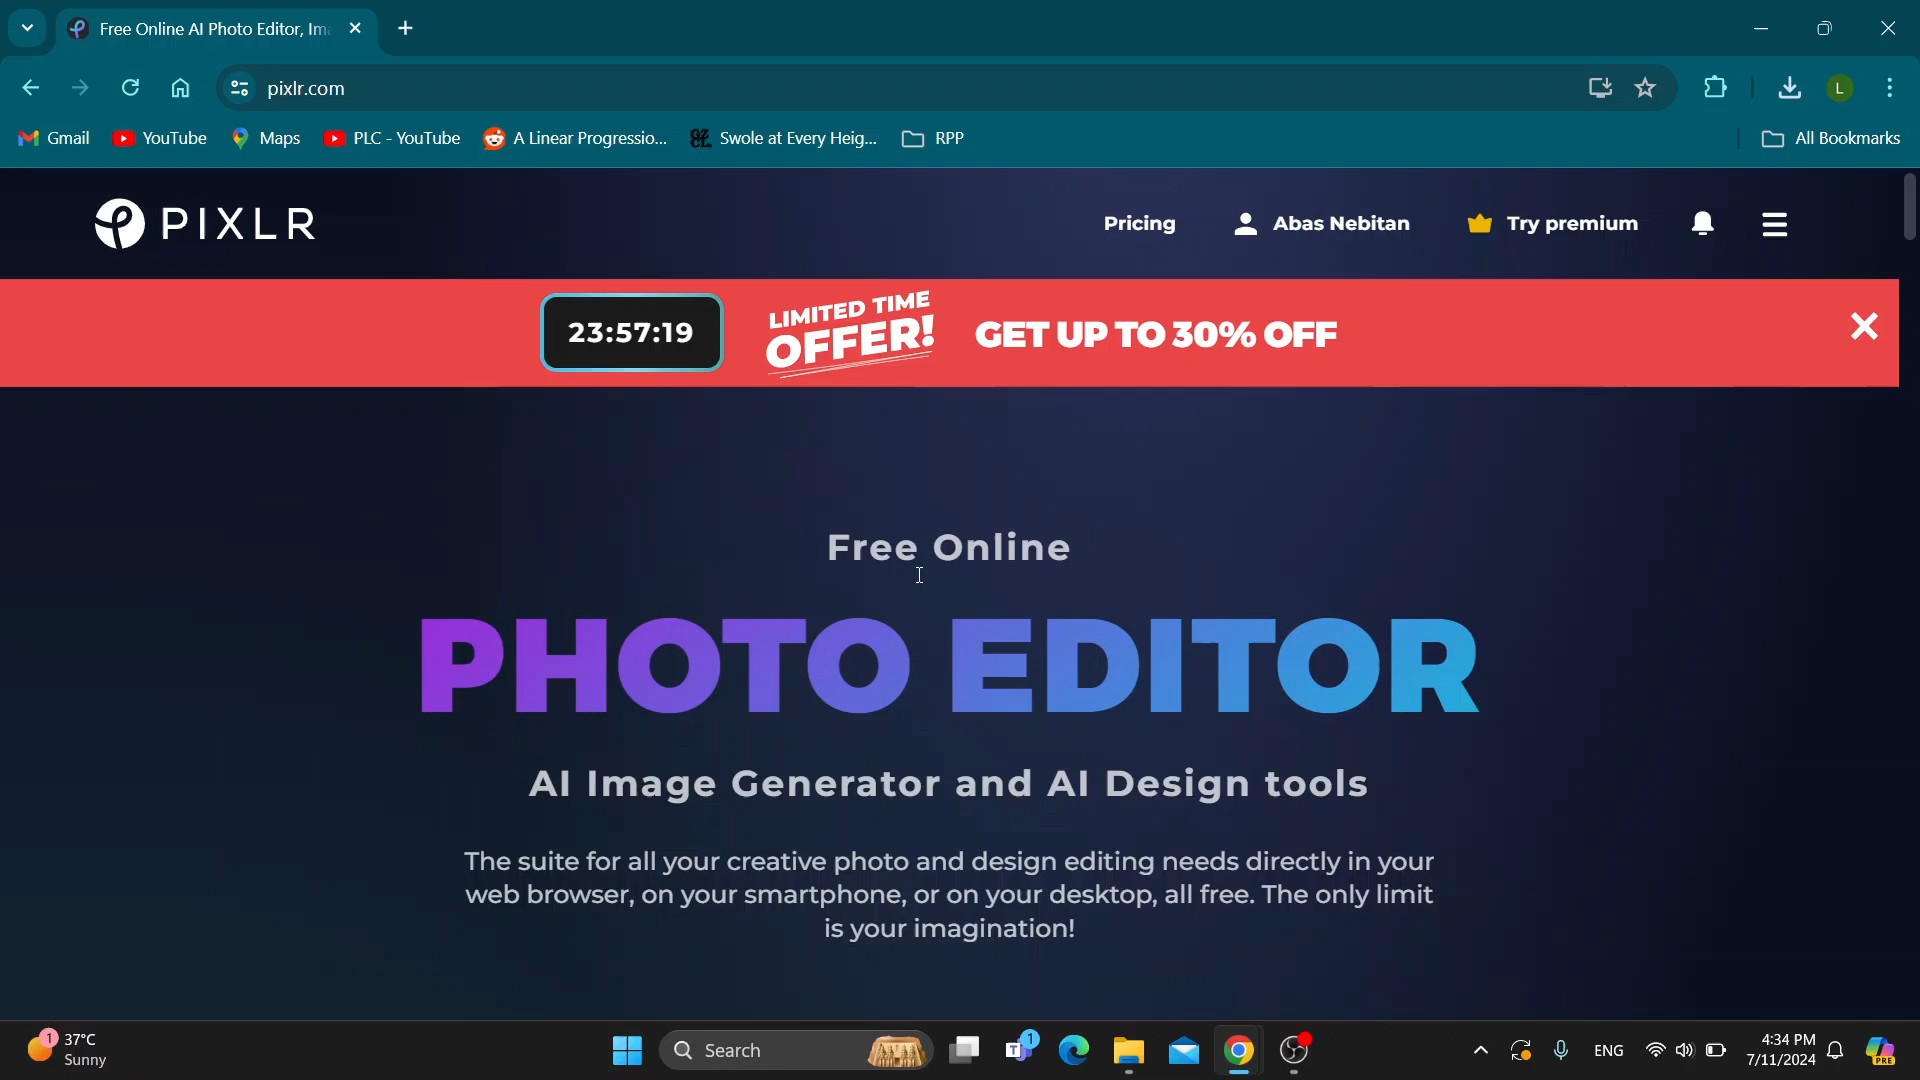 Free Online AI Photo Editor, Ima
pixlr.com
L
Gmail
YouTube
Maps
PLC - YouTube
A Linear Progressio...
Swole at Every Heig...
RPP
All Bookmarks
PIXLR
Pricing
Abas Nebitan
Try premium
23:57:19
LIMITED TIME
OFFER!
GET UP TO 30% OFF
Free Online
PHOTO EDITOR
AI Image Generator and AI Design tools
The suite for all your creative photo and design editing needs directly in your
web browser, on your smartphone, or on your desktop, all free. The only limit
is your imagination!
1
37°C
Sunny
Search
1
ENG
4:34 PM
7/11/2024
PRE